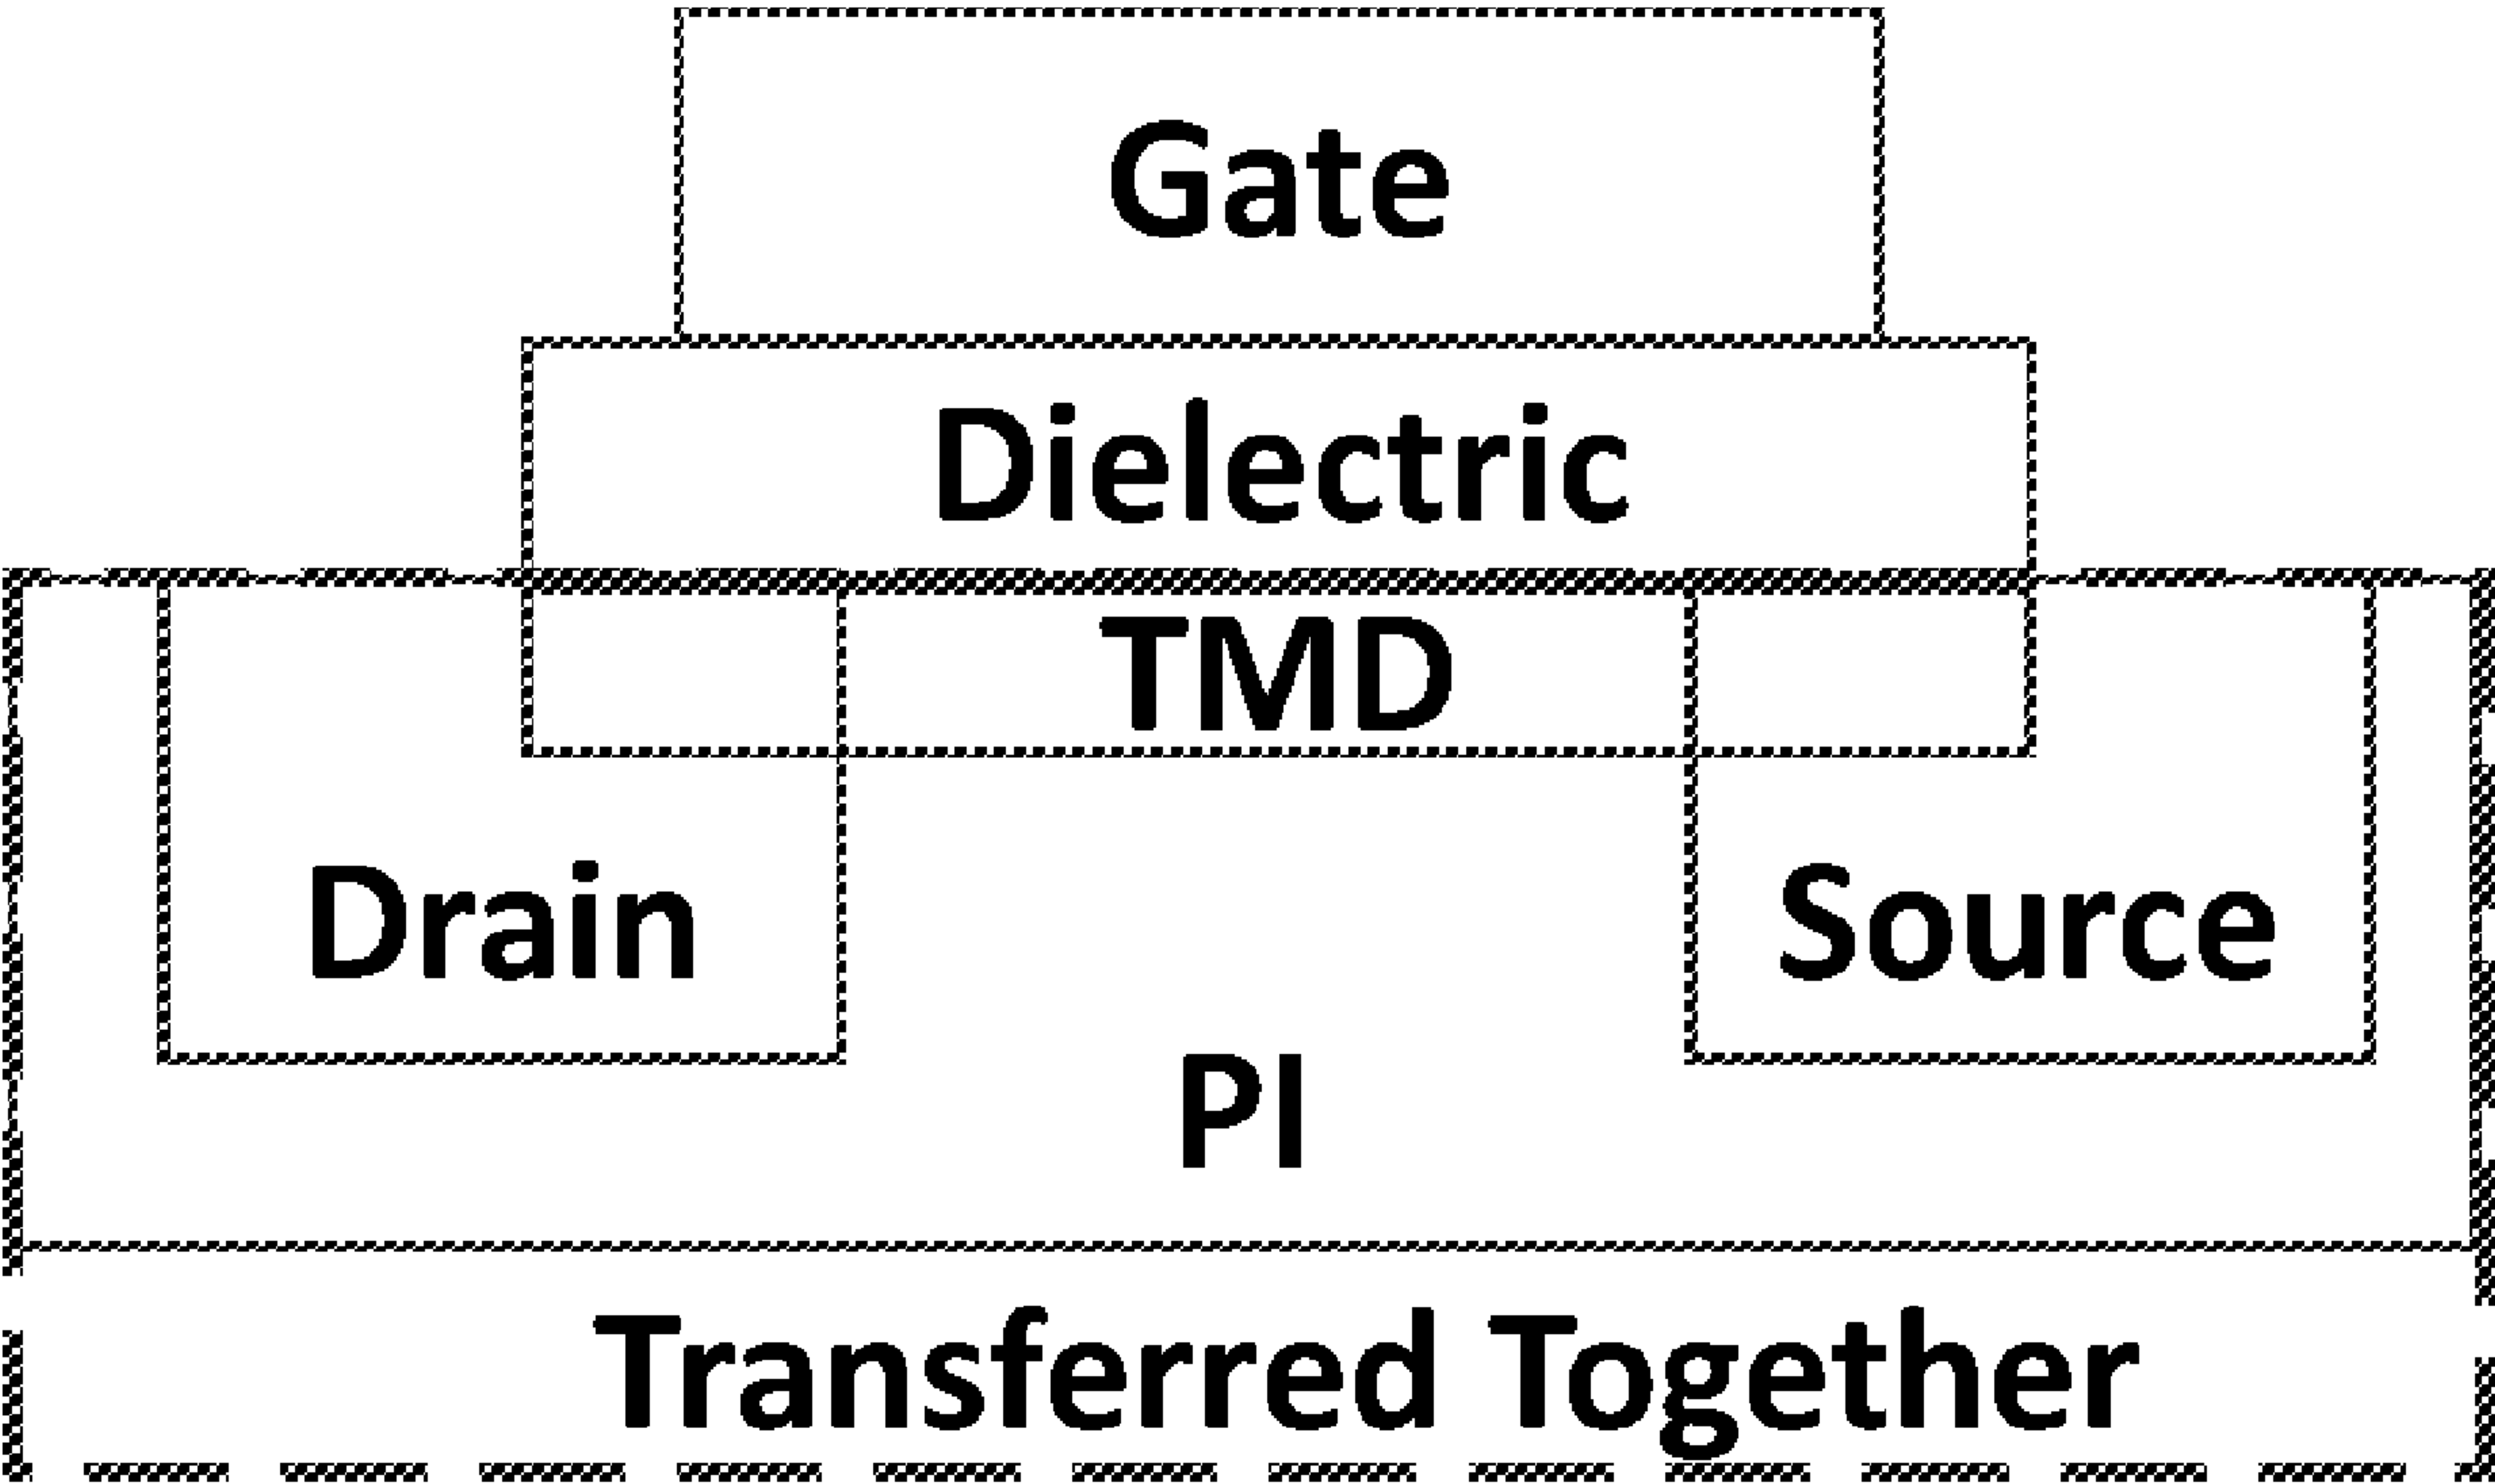 Gate
Dielectric
TMD
Drain
Source
PI
Transferred Together